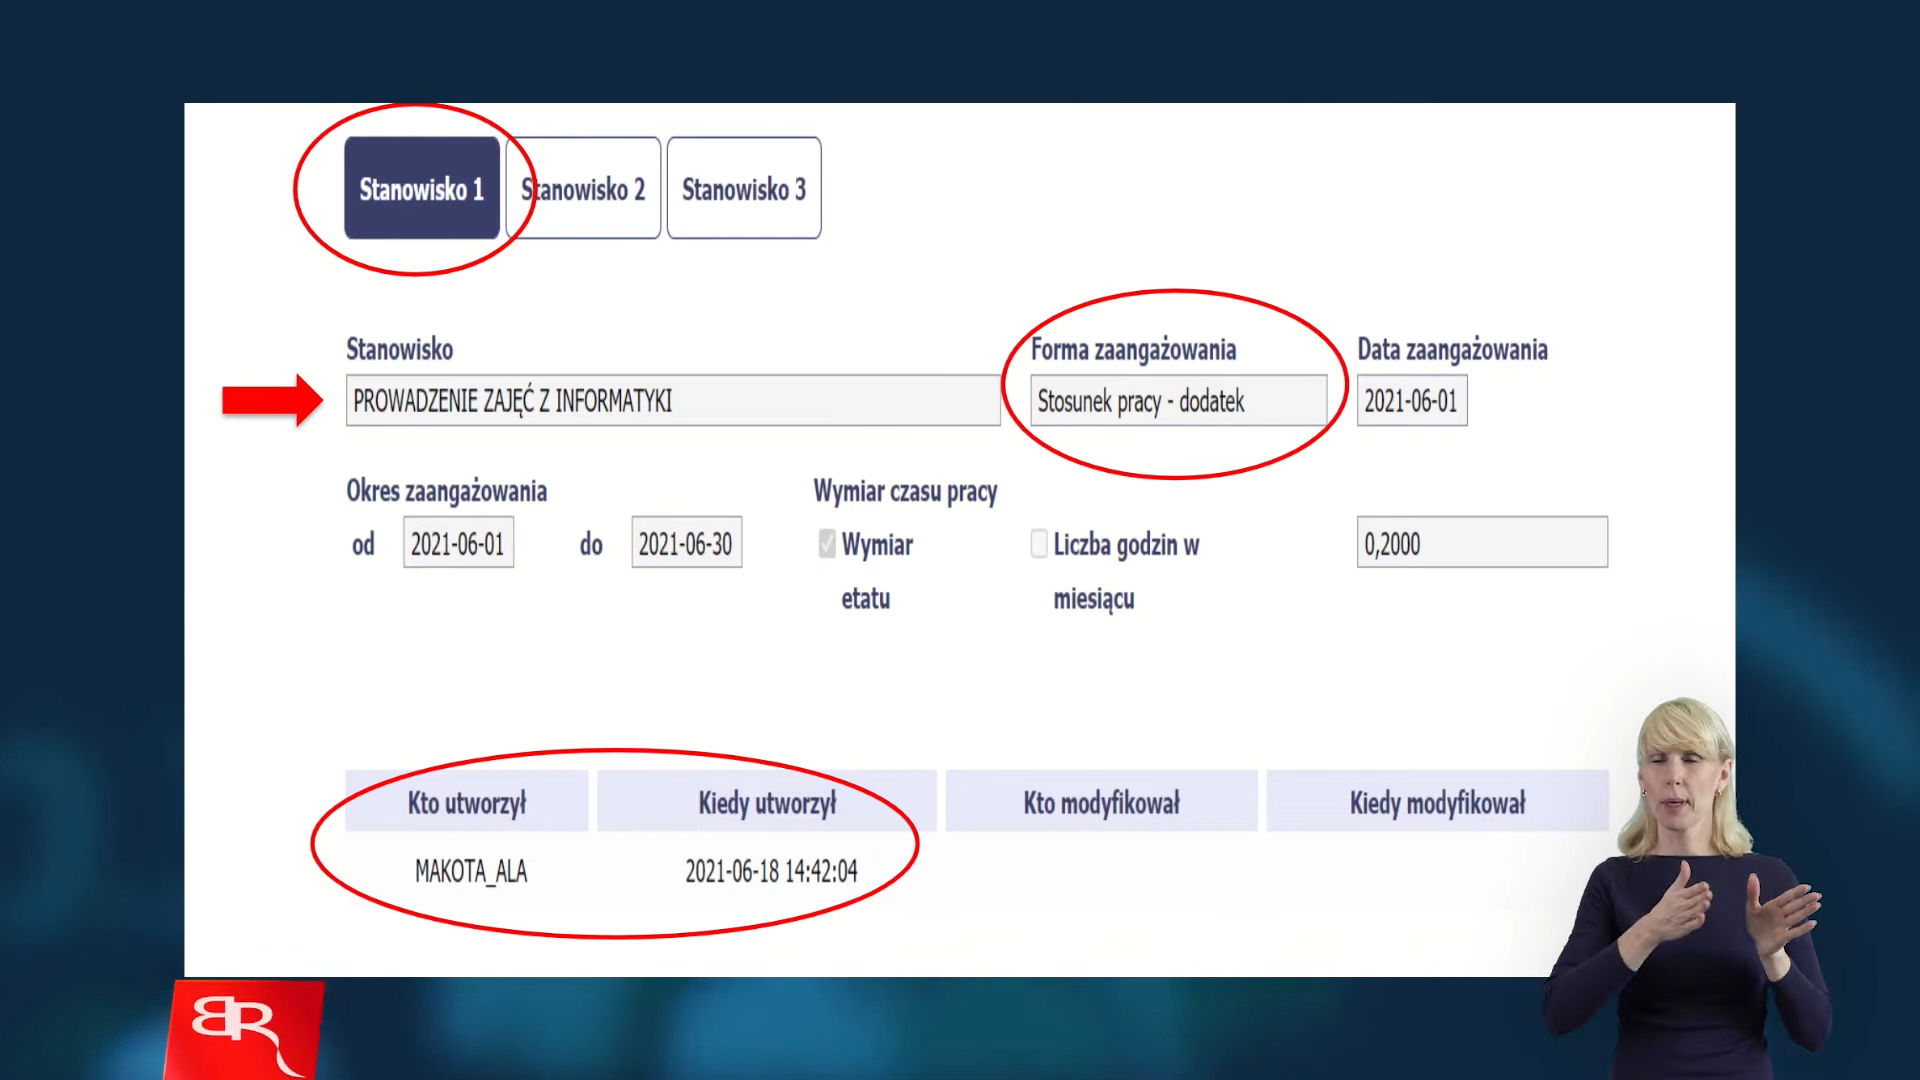 Stanowisko 1 Stanowisko 2 Stanowisko 3
Stanowisko Forma zaangażowania Data zaangażowania
PROWADZENIE ZAJĘĆ Z INFORMATYKI Stosunek pracy - dodatek 2021-06-01
Okres zaangażowania Wymiar czasu pracy
od 2021-06-01 do 2021-06-30 Wymiar Liczba godzin w 0,2000
etatu miesiącu
Kto utworzył Kiedy utworzył Kto modyfikował Kiedy modyfikował
MAKOTA_ALA 2021-06-18 14:42:04
BR